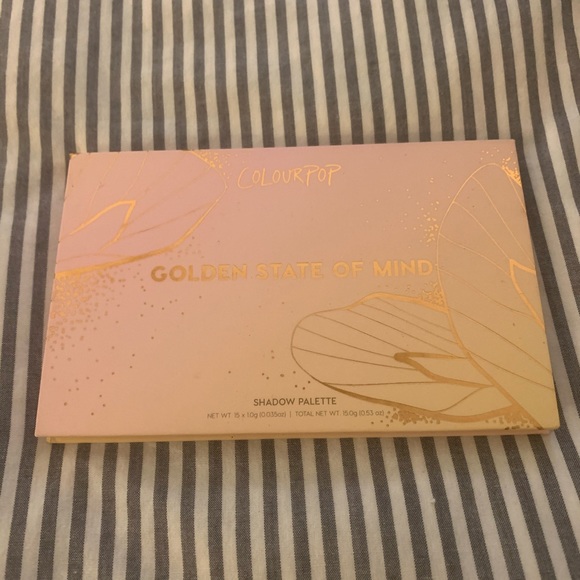 COLOURPOP
GOLDEN STATE OF MIND
SHADOW PALETTE
NET WT. 15 x 1.0g (0.035oz) | TOTAL NET WT. 15.0g (0.53 oz)